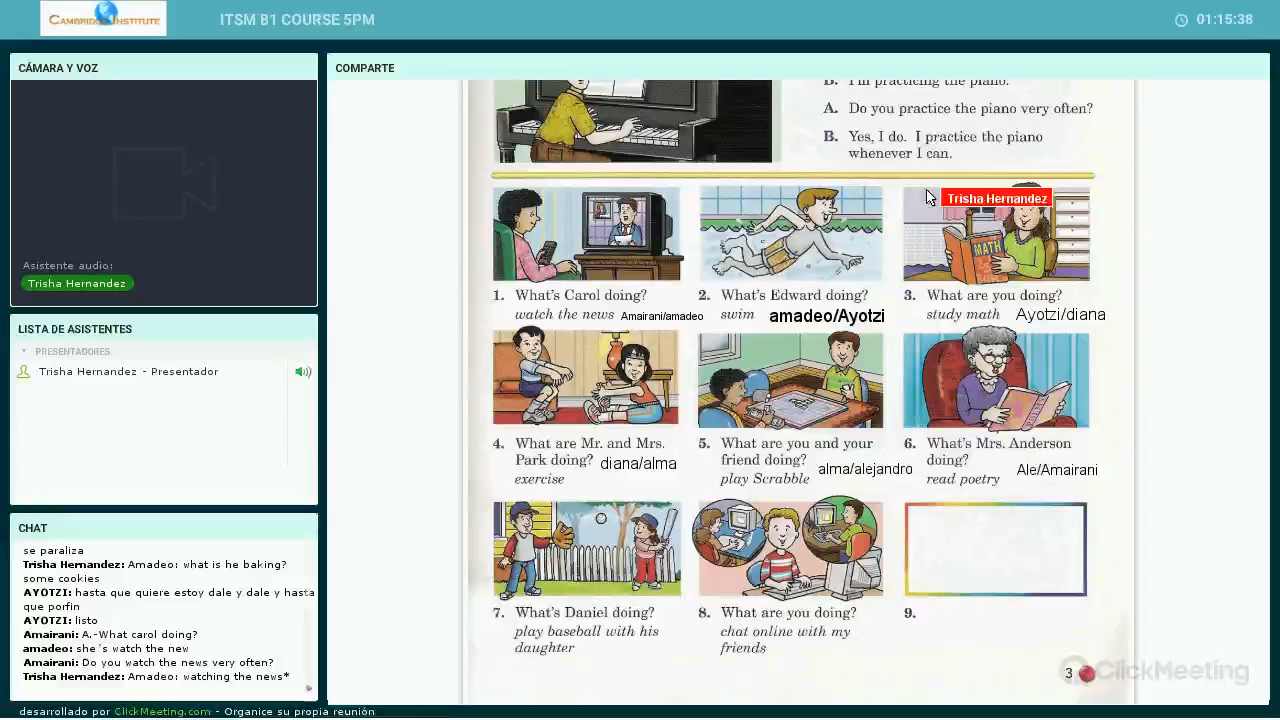 CAMBRIDGE INSTITUTE
ITSM B1 COURSE 5PM
01:15:38
CÁMARA Y VOZ
Asistente audio:
Trisha Hernandez
LISTA DE ASISTENTES
PRESENTADORES
Trisha Hernandez - Presentador
CHAT
se paraliza
Trisha Hernandez: Amadeo: what is he baking?
some cookies
AYOTZI: hasta que quiere estoy dale y dale y hasta
que porfin
AYOTZI: listo
Amairani: A.-What carol doing?
amadeo: she´s watch the new
Amairani: Do you watch the news very often?
Trisha Hernandez: Amadeo: watching the news*
COMPARTE
B. I'm practicing the piano.
A. Do you practice the piano very often?
B. Yes, I do. I practice the piano
whenever I can.
Trisha Hernandez
MATH
1. What's Carol doing?
watch the news Amairani/amadeo
2. What's Edward doing?
swim amadeo/Ayotzi
3. What are you doing?
study math Ayotzi/diana
4. What are Mr. and Mrs.
Park doing? diana/alma
exercise
5. What are you and your
friend doing?
play Scrabble alma/alejandro
6. What's Mrs. Anderson
doing? Ale/Amairani
read poetry
7. What's Daniel doing?
play baseball with his
daughter
8. What are you doing?
chat online with my
friends
9.
3
ClickMeeting
desarrollado por ClickMeeting.com - Organice su propia reunión